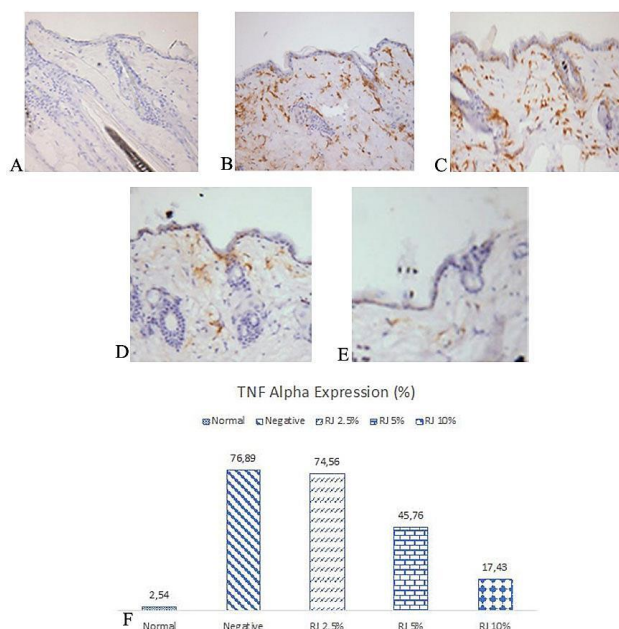 A
B
C
D
E
TNF Alpha Expression (%)
Normal Negative RJ 2.5% RJ 5% RJ 10%
76,89
74,56
45,76
17,43
2,54
F
Normal Negative RJ 2.5% RJ 5% RJ 10%